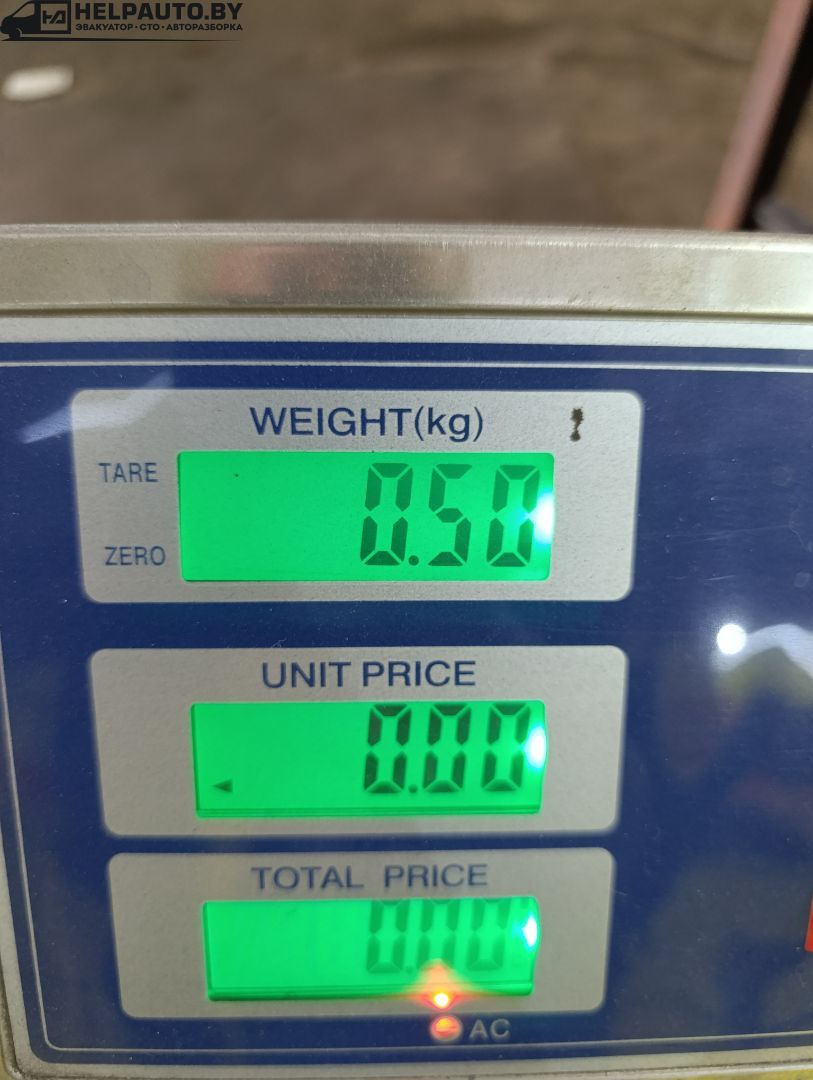 HELPAUTO.BY
ЭВАКУАТОР • СТО • АВТОРАЗБОРКА
WEIGHT(kg)
TARE
0.50
ZERO
UNIT PRICE
0.00
TOTAL PRICE
0.00
AC